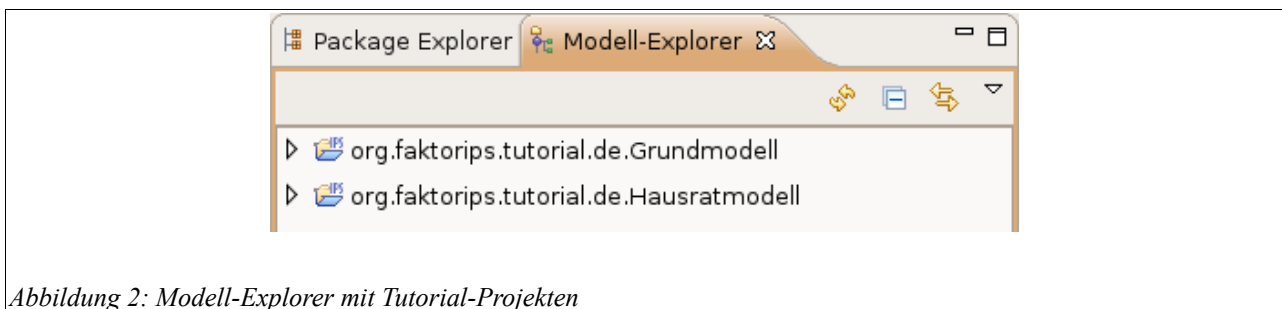 Package Explorer Modell-Explorer
org.faktorips.tutorial.de.Grundmodell
org.faktorips.tutorial.de.Hausratmodell
Abbildung 2: Modell-Explorer mit Tutorial-Projekten